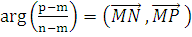 arg(p-m/n-m) = (MN⃗ , MP⃗ )